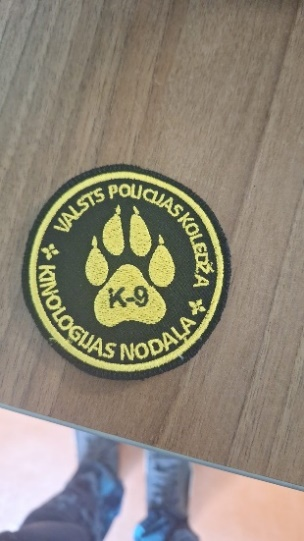 VALSTS POLICIJAS KOLEDŽA
K-9
KINOLOĢIJAS NODAĻA